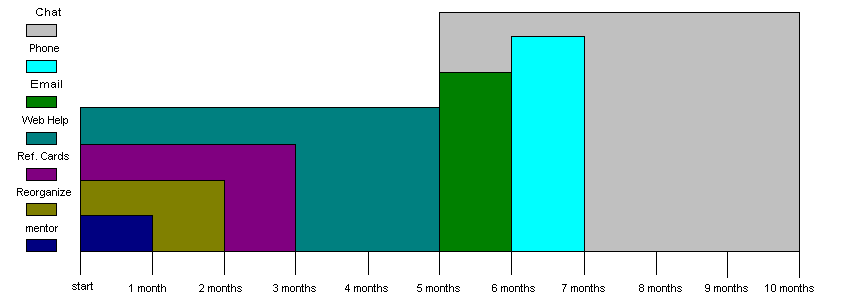 Chat
Phone
Email
Web Help
Ref. Cards
Reorganize
mentor
start
1 month
2 months
3 months
4 months
5 months
6 months
7 months
8 months
9 months
10 months